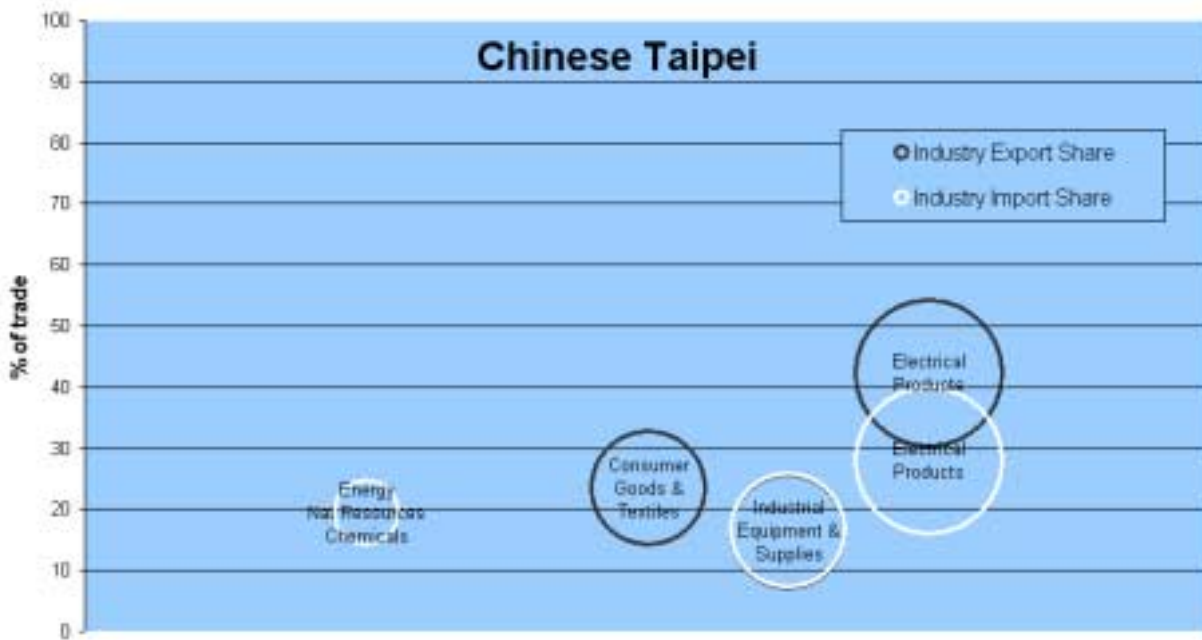 Chinese Taipei
% of trade
100
90
80
70
60
50
40
30
20
10
0
Industry Export Share
Industry Import Share
Electrical
Products
Electrical
Products
Consumer
Goods &
Textiles
Industrial
Equipment &
Supplies
Energy
Nat Resources
Chemicals